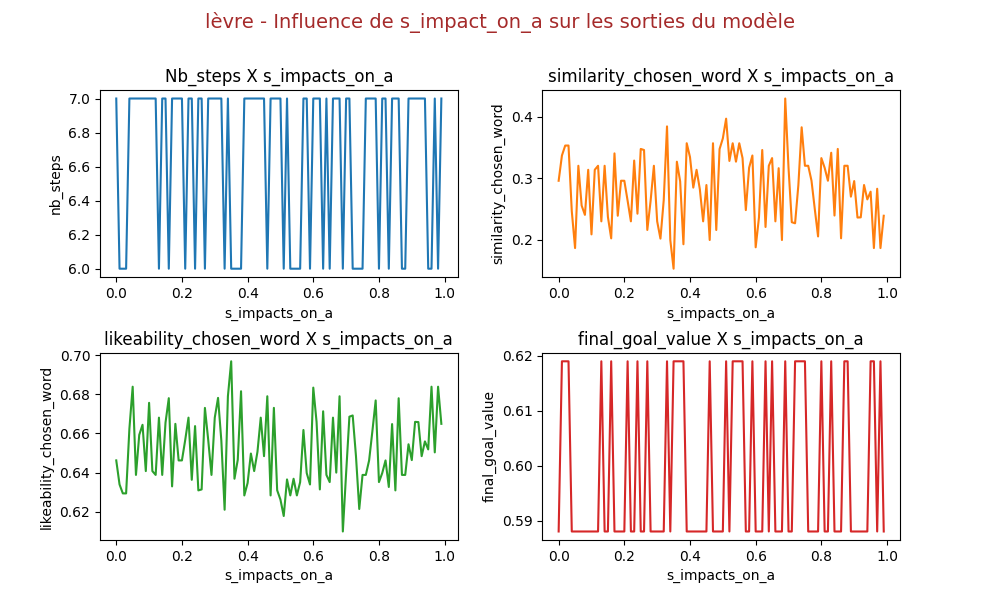 lèvre - Influence de s_impact_on_a sur les sorties du modèle
Nb_steps X s_impacts_on_a
7.0
6.8
6.6
6.4
6.2
6.0
nb_steps
0.0 0.2 0.4 0.6 0.8 1.0
s_impacts_on_a
similarity_chosen_word X s_impacts_on_a
0.4
0.3
0.2
similarity_chosen_word
0.0 0.2 0.4 0.6 0.8 1.0
s_impacts_on_a
likeability_chosen_word X s_impacts_on_a
0.70
0.68
0.66
0.64
0.62
likeability_chosen_word
0.0 0.2 0.4 0.6 0.8 1.0
s_impacts_on_a
final_goal_value X s_impacts_on_a
0.62
0.61
0.60
0.59
final_goal_value
0.0 0.2 0.4 0.6 0.8 1.0
s_impacts_on_a